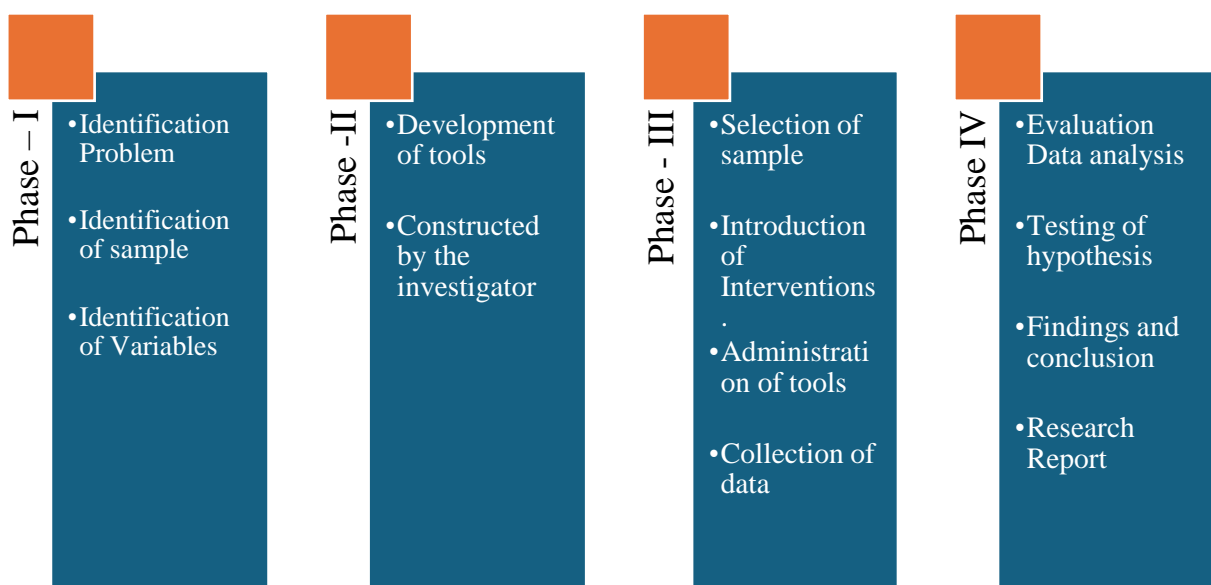 Phase – I
•Identification
Problem
•Identification
of sample
•Identification
of Variables
Phase -II
•Development
of tools
•Constructed
by the
investigator
Phase - III
•Selection of
sample
•Introduction
of
Interventions
.
•Administrati
on of tools
•Collection of
data
Phase IV
•Evaluation
Data analysis
•Testing of
hypothesis
•Findings and
conclusion
•Research
Report